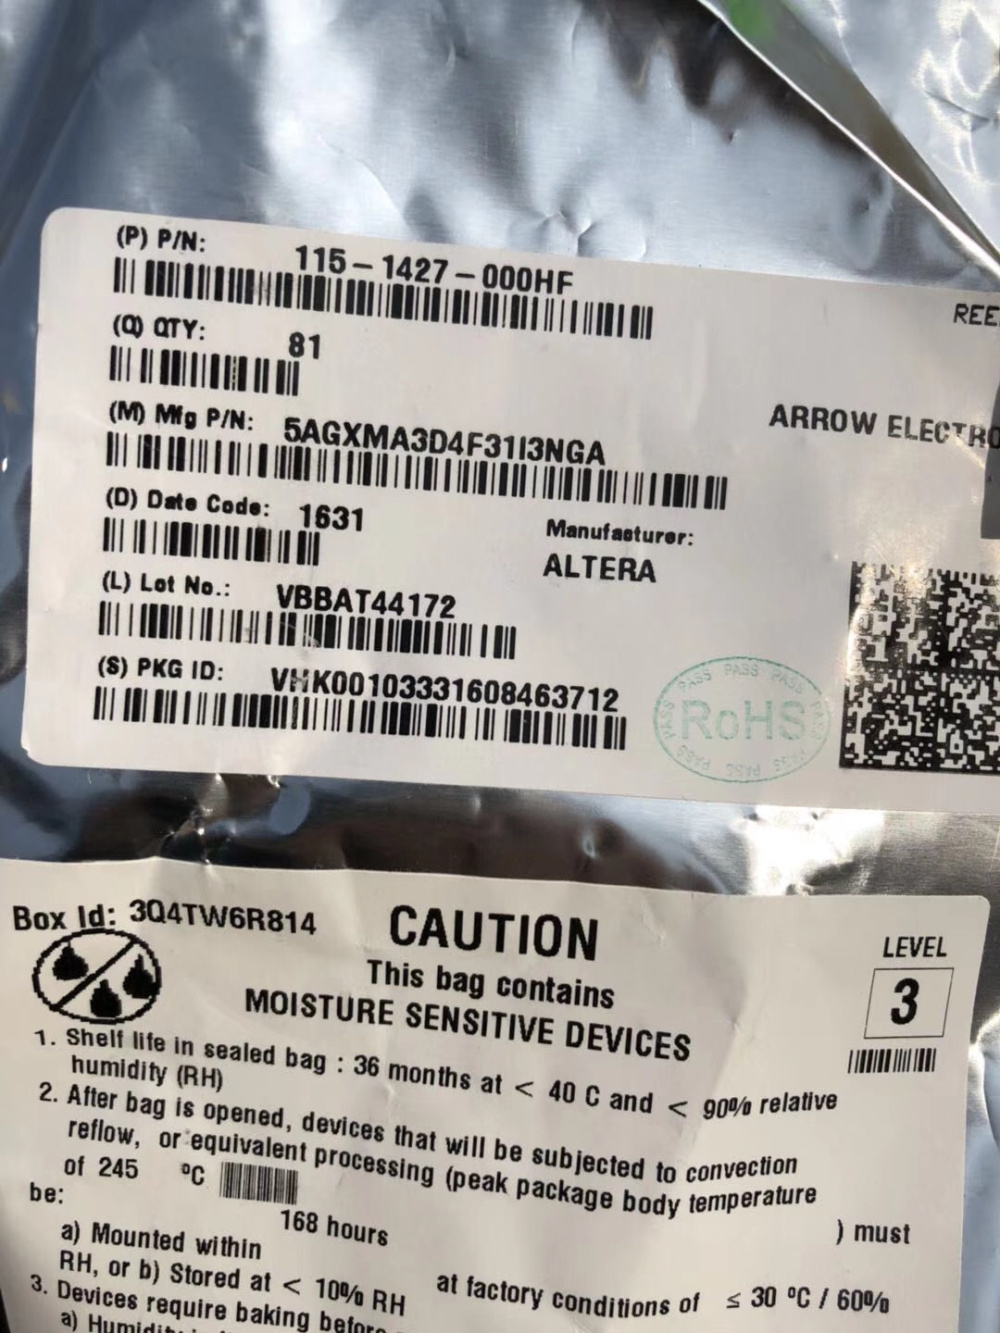 (P) P/N: 115-1427-000HF
REE
(Q) QTY: 81
(M) Mfg P/N: 5AGXMA3D4F31I3NGA
ARROW ELECTRO
(D) Date Code: 1631
Manufacturer:
ALTERA
(L) Lot No.: VBBAT44172
(S) PKG ID: VHK00103331608463712
PASS PASS PASS PASS PASS PASS PASS PASS
RoHS
Box Id: 3Q4TW6R814
CAUTION
LEVEL
3
This bag contains
MOISTURE SENSITIVE DEVICES
1. Shelf life in sealed bag : 36 months at < 40 C and < 90% relative
humidity (RH)
2. After bag is opened, devices that will be subjected to convection
reflow, or equivalent processing (peak package body temperature
of 245 °C ) must
be:
168 hours
a) Mounted within at factory conditions of ≤ 30 °C / 60%
RH, or b) Stored at < 10% RH
3. Devices require baking before